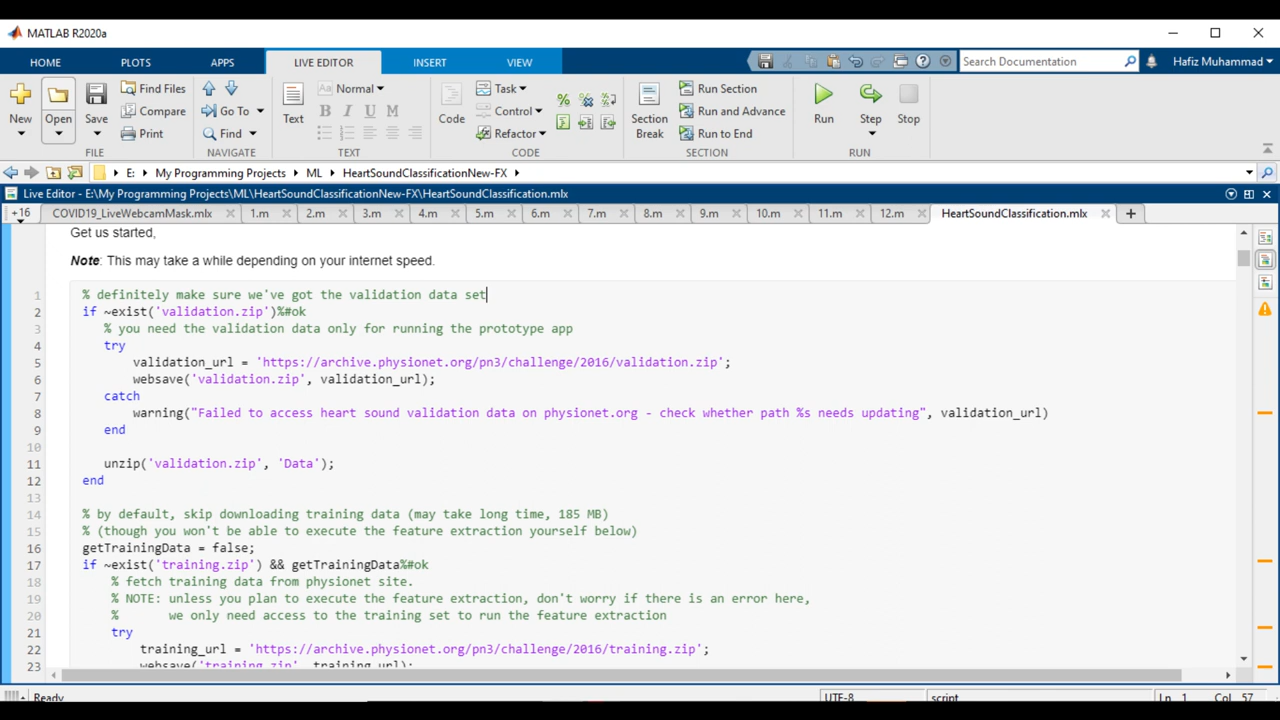 MATLAB R2020a
HOME PLOTS APPS LIVE EDITOR INSERT VIEW Search Documentation Hafiz Muhammad
New Open Save Find Files Compare Print
FILE
Go To Find
NAVIGATE
Text Aa Normal B I U M
TEXT
Code Task Control Refactor
CODE
Section Break Run Section Run and Advance Run to End
SECTION
Run Step Stop
RUN
E: My Programming Projects ML HeartSoundClassificationNew-FX
Live Editor - E:\My Programming Projects\ML\HeartSoundClassificationNew-FX\HeartSoundClassification.mlx
+16 COVID19_LiveWebcamMask.mlx 1.m 2.m 3.m 4.m 5.m 6.m 7.m 8.m 9.m 10.m 11.m 12.m HeartSoundClassification.mlx
Get us started,
Note: This may take a while depending on your internet speed.
1 % definitely make sure we've got the validation data set
2 if ~exist('validation.zip')%#ok
3 % you need the validation data only for running the prototype app
4 try
5 validation_url = 'https://archive.physionet.org/pn3/challenge/2016/validation.zip';
6 websave('validation.zip', validation_url);
7 catch
8 warning("Failed to access heart sound validation data on physionet.org - check whether path %s needs updating", validation_url)
9 end
10
11 unzip('validation.zip', 'Data');
12 end
13
14 % by default, skip downloading training data (may take long time, 185 MB)
15 % (though you won't be able to execute the feature extraction yourself below)
16 getTrainingData = false;
17 if ~exist('training.zip') && getTrainingData%#ok
18 % fetch training data from physionet site.
19 % NOTE: unless you plan to execute the feature extraction, don't worry if there is an error here,
20 % we only need access to the training set to run the feature extraction
21 try
22 training_url = 'https://archive.physionet.org/pn3/challenge/2016/training.zip';
23 websave('training.zip', training_url);
Ready UTF-8 script Ln 1 Col 57